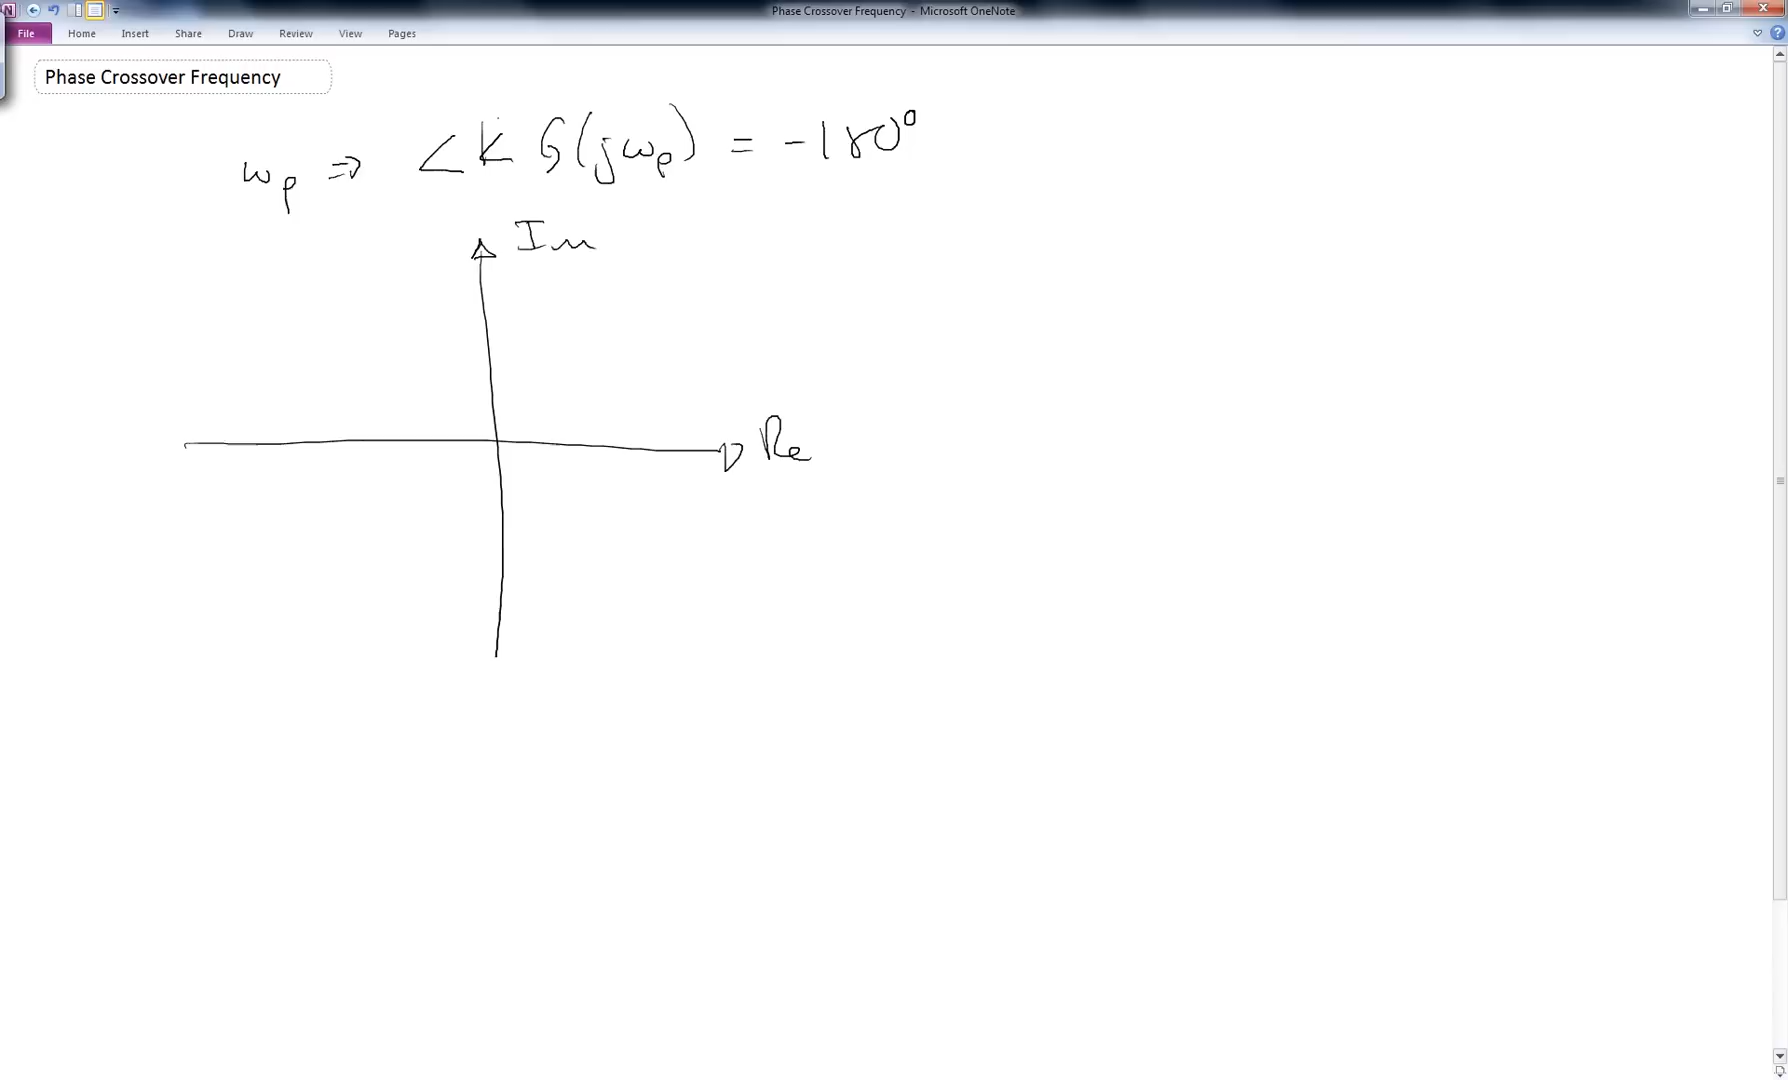 Phase Crossover Frequency - Microsoft OneNote
File Home Insert Share Draw Review View Pages
Phase Crossover Frequency
ωp ⇒ ∠K G(jωp) = -180°
Im
Re